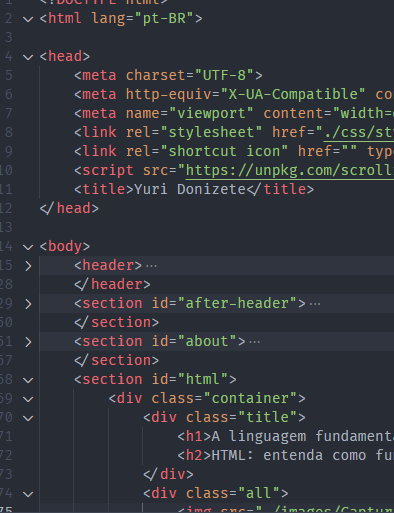 <!DOCTYPE html>
2 <html lang="pt-BR">
3
4 <head>
5 <meta charset="UTF-8">
6 <meta http-equiv="X-UA-Compatible" co
7 <meta name="viewport" content="width=
8 <link rel="stylesheet" href="./css/st
9 <link rel="shortcut icon" href="" typ
10 <script src="https://unpkg.com/scroll
11 <title>Yuri Donizete</title>
12 </head>
13
14 <body>
15 <header>···
28 </header>
29 <section id="after-header">···
50 </section>
51 <section id="about">···
67 </section>
68 <section id="html">
69 <div class="container">
70 <div class="title">
71 <h1>A linguagem fundamenta
72 <h2>HTML: entenda como fu
73 </div>
74 <div class="all">
75 <img src="./images/Captur